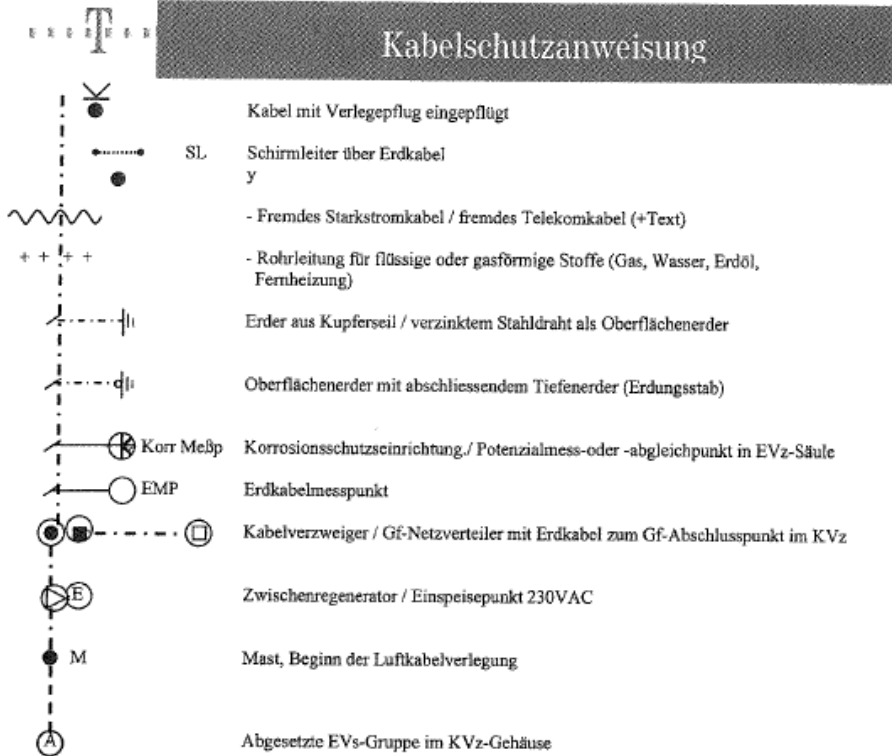 T
Kabelschutzanweisung
Kabel mit Verlegepflug eingepflügt
SL Schirmleiter über Erdkabel
y
- Fremdes Starkstromkabel / fremdes Telekomkabel (+Text)
+ + + + - Rohrleitung für flüssige oder gasförmige Stoffe (Gas, Wasser, Erdöl,
Fernheizung)
Erder aus Kupferseil / verzinktem Stahldraht als Oberflächenerder
Oberflächenerder mit abschliessendem Tiefenerder (Erdungsstab)
Korr Meßp Korrosionsschutzeinrichtung./ Potenzialmess-oder -abgleichpunkt in EVz-Säule
EMP Erdkabelmesspunkt
Kabelverzweiger / Gf-Netzverteiler mit Erdkabel zum Gf-Abschlusspunkt im KVz
E Zwischenregenerator / Einspeisepunkt 230VAC
M Mast, Beginn der Luftkabelverlegung
A Abgesetzte EVs-Gruppe im KVz-Gehäuse